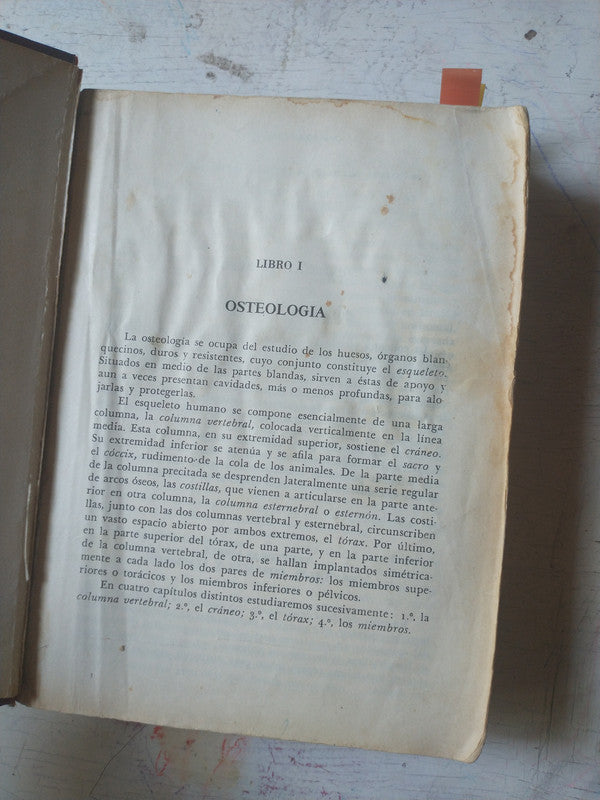 LIBRO I
OSTEOLOGIA
La osteología se ocupa del estudio de los huesos, órganos blan-
quecinos, duros y resistentes, cuyo conjunto constituye el esqueleto.
Situados en medio de las partes blandas, sirven a éstas de apoyo y
aun a veces presentan cavidades, más o menos profundas, para alo
jarlas y protegerlas.
El esqueleto humano se compone esencialmente de una larga
columna, la columna vertebral, colocada verticalmente en la línea
media. Esta columna, en su extremidad superior, sostiene el cráneo.
Su extremidad inferior se atenúa y se afila para formar el sacro y
el cóccix, rudimento de la cola de los animales. De la parte media
de la columna precitada se desprenden lateralmente una serie regular
de arcos óseos, las costillas, que vienen a articularse en la parte ante-
rior en otra columna, la columna esternebral o esternón. Las costi-
llas, junto con las dos columnas vertebral y esternebral, circunscriben
un vasto espacio abierto por ambos extremos, el tórax. Por último,
en la parte superior del tórax, de una parte, y en la parte inferior
de la columna vertebral, de otra, se hallan implantados simétrica-
mente a cada lado los dos pares de miembros: los miembros supe-
riores o torácicos y los miembros inferiores o pélvicos.
En cuatro capítulos distintos estudiaremos sucesivamente: 1.º, la
columna vertebral; 2.º, el cráneo; 3.º, el tórax; 4.º, los miembros.